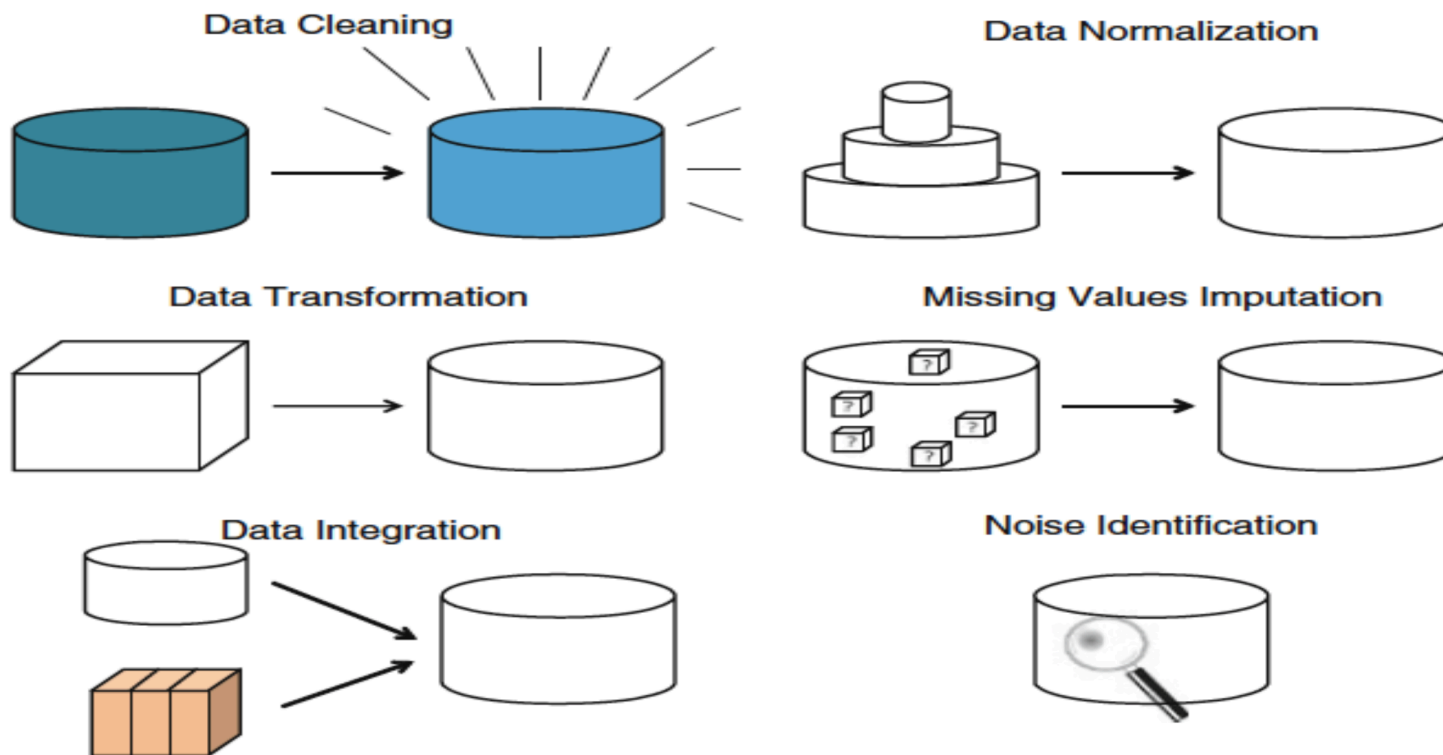 Data Cleaning
Data Normalization
Data Transformation
Missing Values Imputation
?
?
?
?
?
Data Integration
Noise Identification